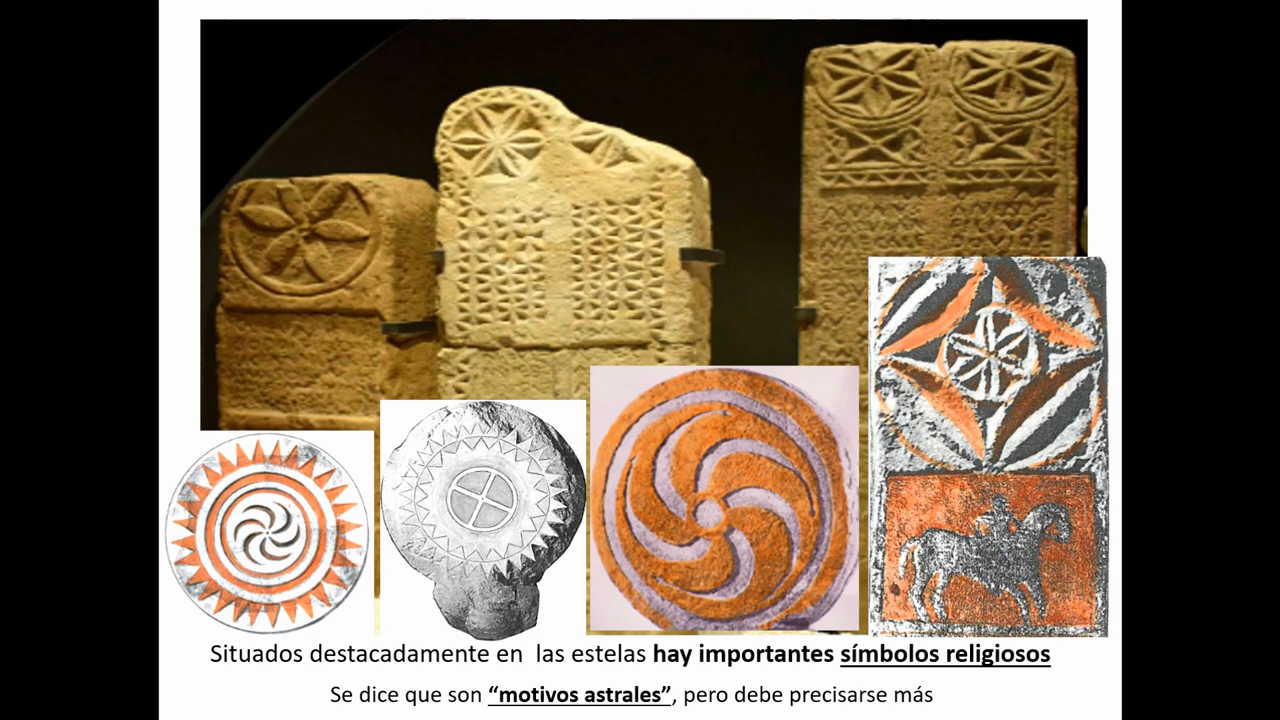 Situados destacadamente en las estelas hay importantes símbolos religiosos
Se dice que son “motivos astrales”, pero debe precisarse más